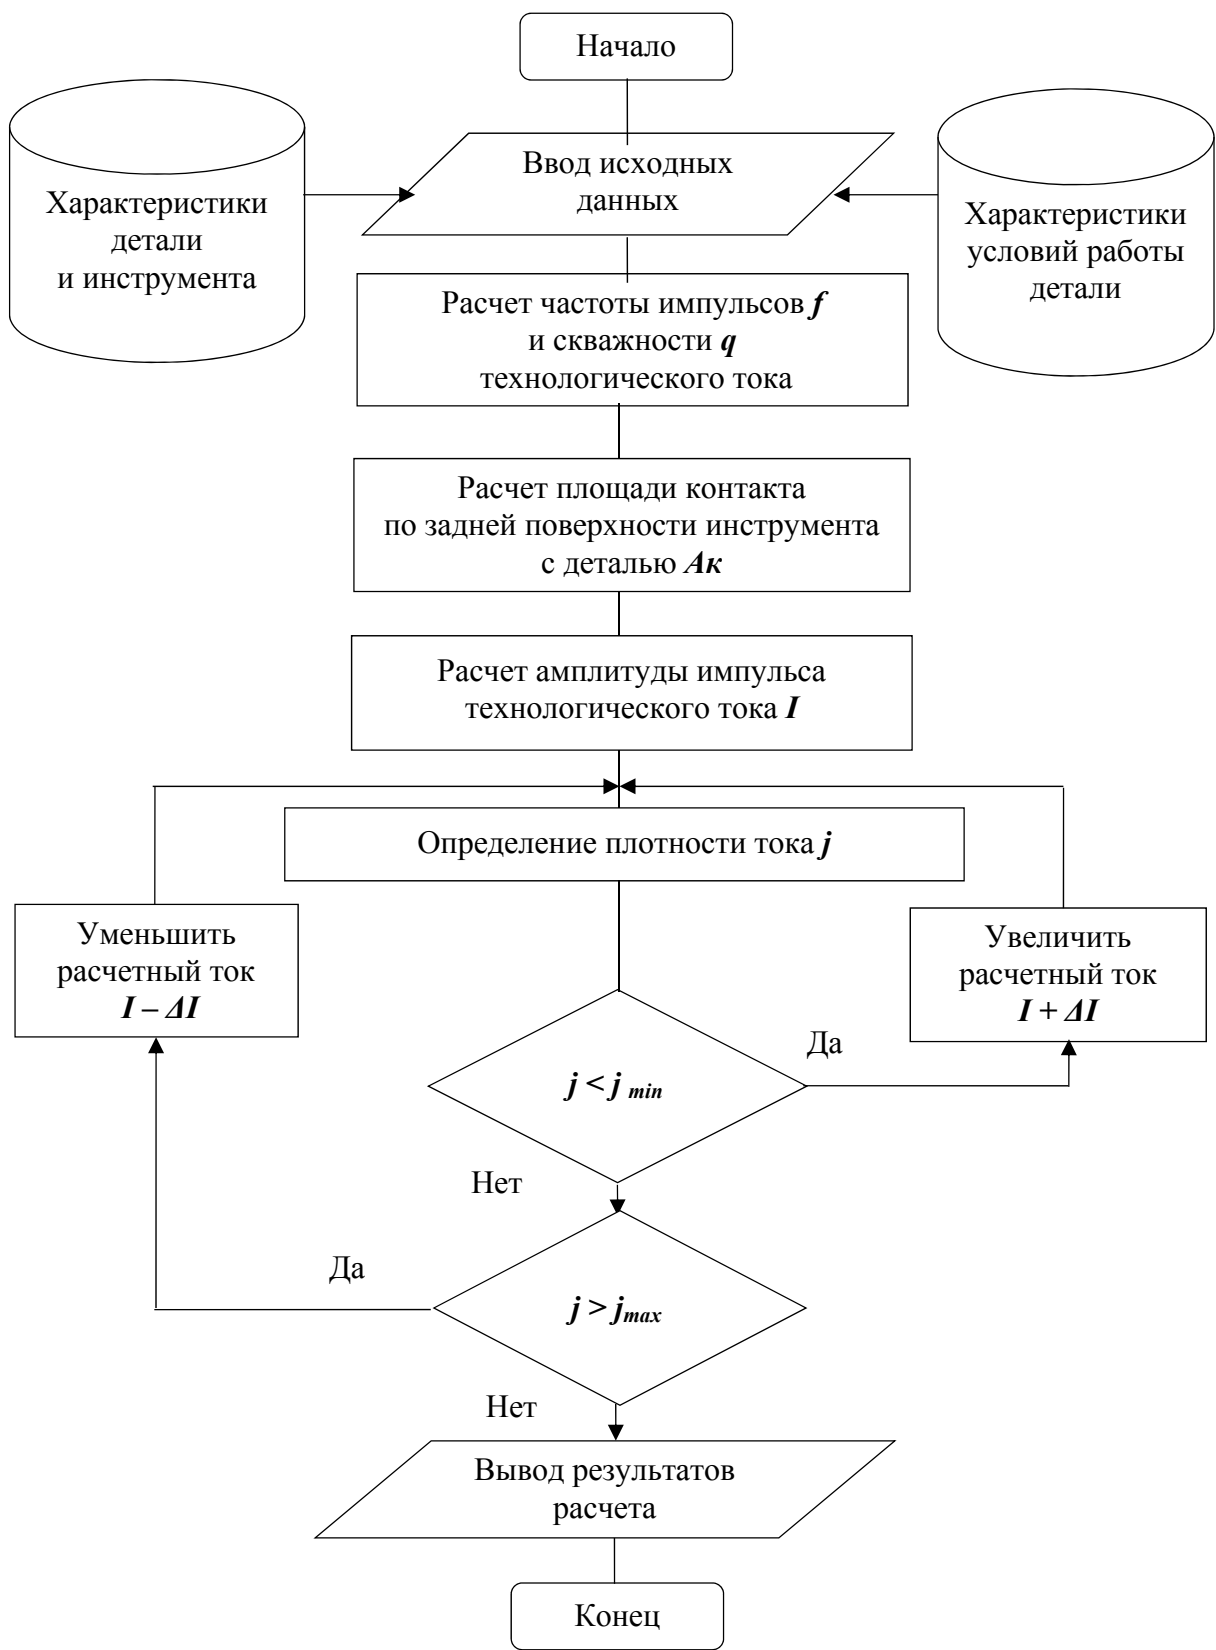 Начало
Ввод исходных
данных
Характеристики
детали
и инструмента
Характеристики
условий работы
детали
Расчет частоты импульсов f
и скважности q
технологического тока
Расчет площади контакта
по задней поверхности инструмента
с деталью Ак
Расчет амплитуды импульса
технологического тока I
Определение плотности тока j
Уменьшить
расчетный ток
I – ΔI
Увеличить
расчетный ток
I + ΔI
Да
j < j min
Нет
Да
j > jmax
Нет
Вывод результатов
расчета
Конец